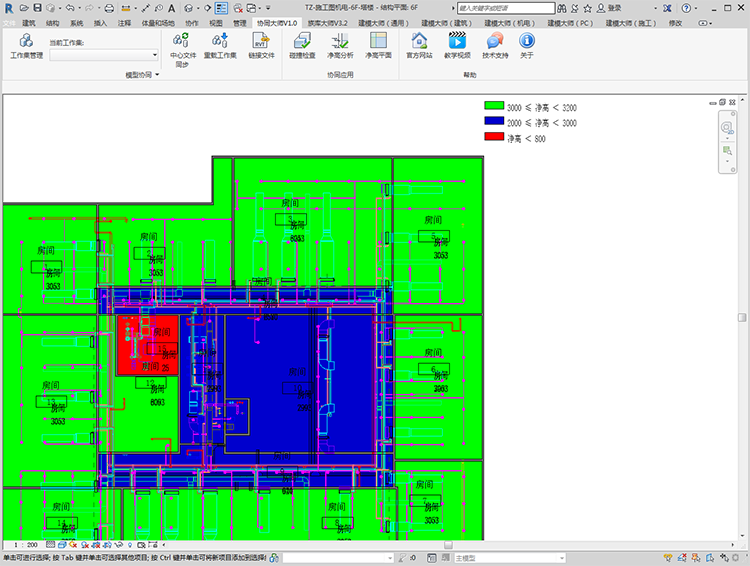 TZ-施工图机电-6F-塔楼 - 结构平面: 6F
键入关键字或短语
登录
文件 建筑 结构 系统 插入 注释 体量和场地 协作 视图 管理 协同大师V1.0 族库大师V3.2 建模大师（通用） 建模大师（建筑） 建模大师（机电） 建模大师（PC） 建模大师（施工） 修改
当前工作集:
工作集管理 中心文件同步 重载工作集 链接文件 碰撞检查 净高分析 净高平面 官方网站 教学视频 技术支持 关于
模型协同 协同应用 帮助
3000 ≤ 净高 < 3200
2000 ≤ 净高 < 3000
净高 < 800
房间
3
房间
房间
5
房间
3053
房间
2
房间
3053
房间
房间
3053
房间
房间
房间
25
房间
12
房间
房间
房间
6
房间
房间
13
房间
3053
房间
7
房间
3053
房间
14
房间
8
房间
1 : 200
单击可进行选择; 按 Tab 键并单击可选择其他项目; 按 Ctrl 键并单击可将新项目添加到选择
:0
主模型